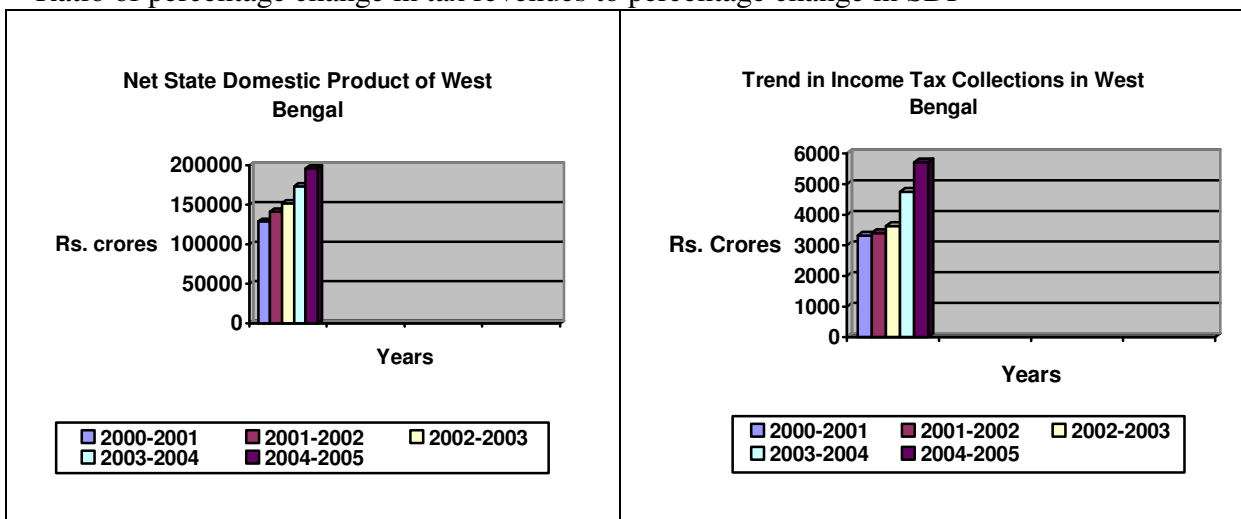 Net State Domestic Product of West
Bengal
200000
150000
Rs. crores
100000
50000
0
Years
2000-2001 2001-2002 2002-2003
2003-2004 2004-2005
Trend in Income Tax Collections in West
Bengal
6000
5000
4000
Rs. Crores
3000
2000
1000
0
Years
2000-2001 2001-2002 2002-2003
2003-2004 2004-2005